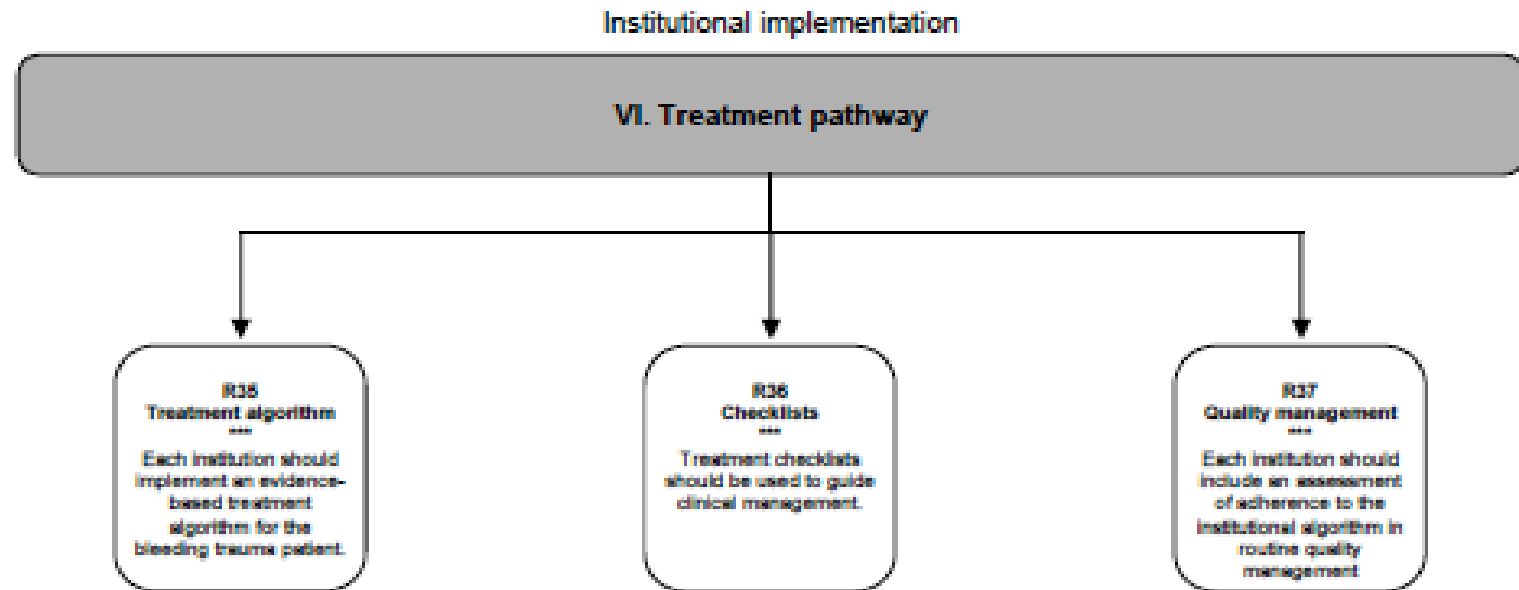 Institutional implementation
VI. Treatment pathway
R35
Treatment algorithm
***
Each institution should
implement an evidence-
based treatment
algorithm for the
bleeding trauma patient.
R36
Checklists
***
Treatment checklists
should be used to guide
clinical management.
R37
Quality management
***
Each institution should
include an assessment
of adherence to the
institutional algorithm in
routine quality
management